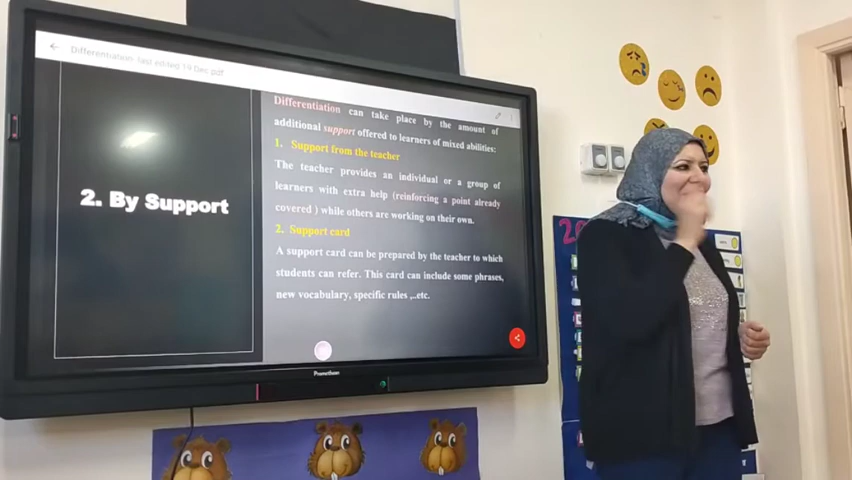 Differentiation- last edited 19 Dec.pdf
2. By Support
Differentiation can take place by the amount of
additional support offered to learners of mixed abilities:
1. Support from the teacher
The teacher provides an individual or a group of
learners with extra help (reinforcing a point already
covered ) while others are working on their own.
2. Support card
A support card can be prepared by the teacher to which
students can refer. This card can include some phrases,
new vocabulary, specific rules ,..etc.
Promethean